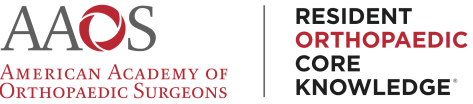 AAOS
AMERICAN ACADEMY OF
ORTHOPAEDIC SURGEONS
RESIDENT
ORTHOPAEDIC
CORE
KNOWLEDGE®